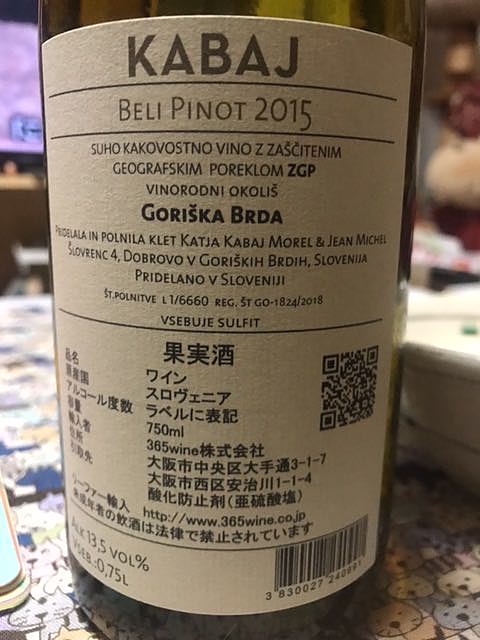 KABAJ
BELI PINOT 2015
SUHO KAKOVOSTNO VINO Z ZAŠČITENIM
GEOGRAFSKIM POREKLOM ZGP
VINORODNI OKOLIŠ
GORIŠKA BRDA
PRIDELALA IN POLNILA KLET KATJA KABAJ MOREL & JEAN MICHEL
ŠLOVRENC 4, DOBROVO V GORIŠKIH BRDIH, SLOVENIJA
PRIDELANO V SLOVENIJI
ŠT.POLNITVE L 1/6660 REG. ŠT GO-1824/2018
VSEBUJE SULFIT
品名 果実酒
原産国 ワイン
アルコール度数 スロヴェニア
容量 ラベルに表記
輸入者 750ml
住所 365wine株式会社
引取先 大阪市中央区大手通3-1-7
大阪市西区安治川1-1-4
酸化防止剤(亜硫酸塩)
リーファー輸入 http://www.365wine.co.jp
未成年者の飲酒は法律で禁止されています
ALK 13,5 VOL%
VSEB.:0,75L
3 830027 240691